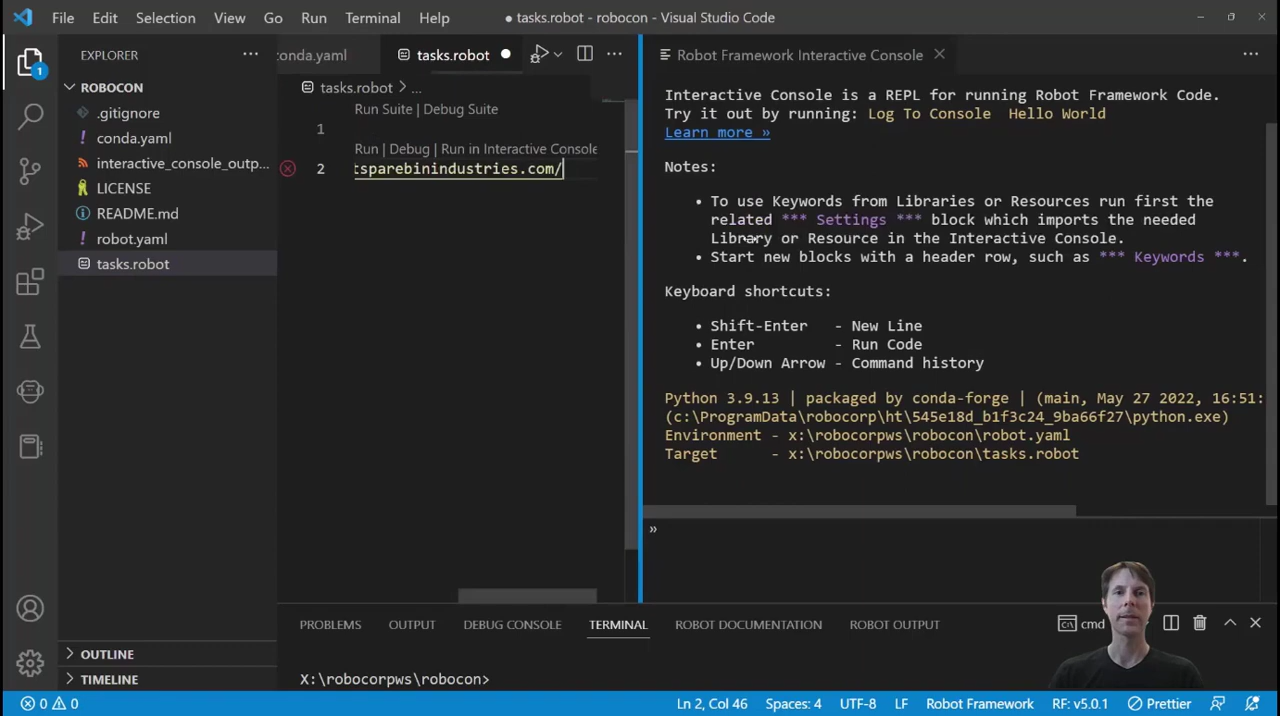 File Edit Selection View Go Run Terminal Help
● tasks.robot - robocon - Visual Studio Code
EXPLORER
1
ROBOCON
.gitignore
conda.yaml
interactive_console_outp...
LICENSE
README.md
robot.yaml
tasks.robot
OUTLINE
TIMELINE
conda.yaml
tasks.robot
tasks.robot > ...
Run Suite | Debug Suite
1
Run | Debug | Run in Interactive Console
2 tsparebinindustries.com/
Robot Framework Interactive Console
Interactive Console is a REPL for running Robot Framework Code.
Try it out by running: Log To Console Hello World
Learn more »
Notes:
• To use Keywords from Libraries or Resources run first the
related *** Settings *** block which imports the needed
Library or Resource in the Interactive Console.
• Start new blocks with a header row, such as *** Keywords ***.
Keyboard shortcuts:
• Shift-Enter - New Line
• Enter - Run Code
• Up/Down Arrow - Command history
Python 3.9.13 | packaged by conda-forge | (main, May 27 2022, 16:51:
(c:\ProgramData\robocorp\ht\545e18d_b1f3c24_9ba66f27\python.exe)
Environment - x:\robocorpws\robocon\robot.yaml
Target - x:\robocorpws\robocon\tasks.robot
»
PROBLEMS OUTPUT DEBUG CONSOLE TERMINAL ROBOT DOCUMENTATION ROBOT OUTPUT
cmd
X:\robocorpws\robocon>
0 0
Ln 2, Col 46 Spaces: 4 UTF-8 LF Robot Framework RF: v5.0.1 Prettier